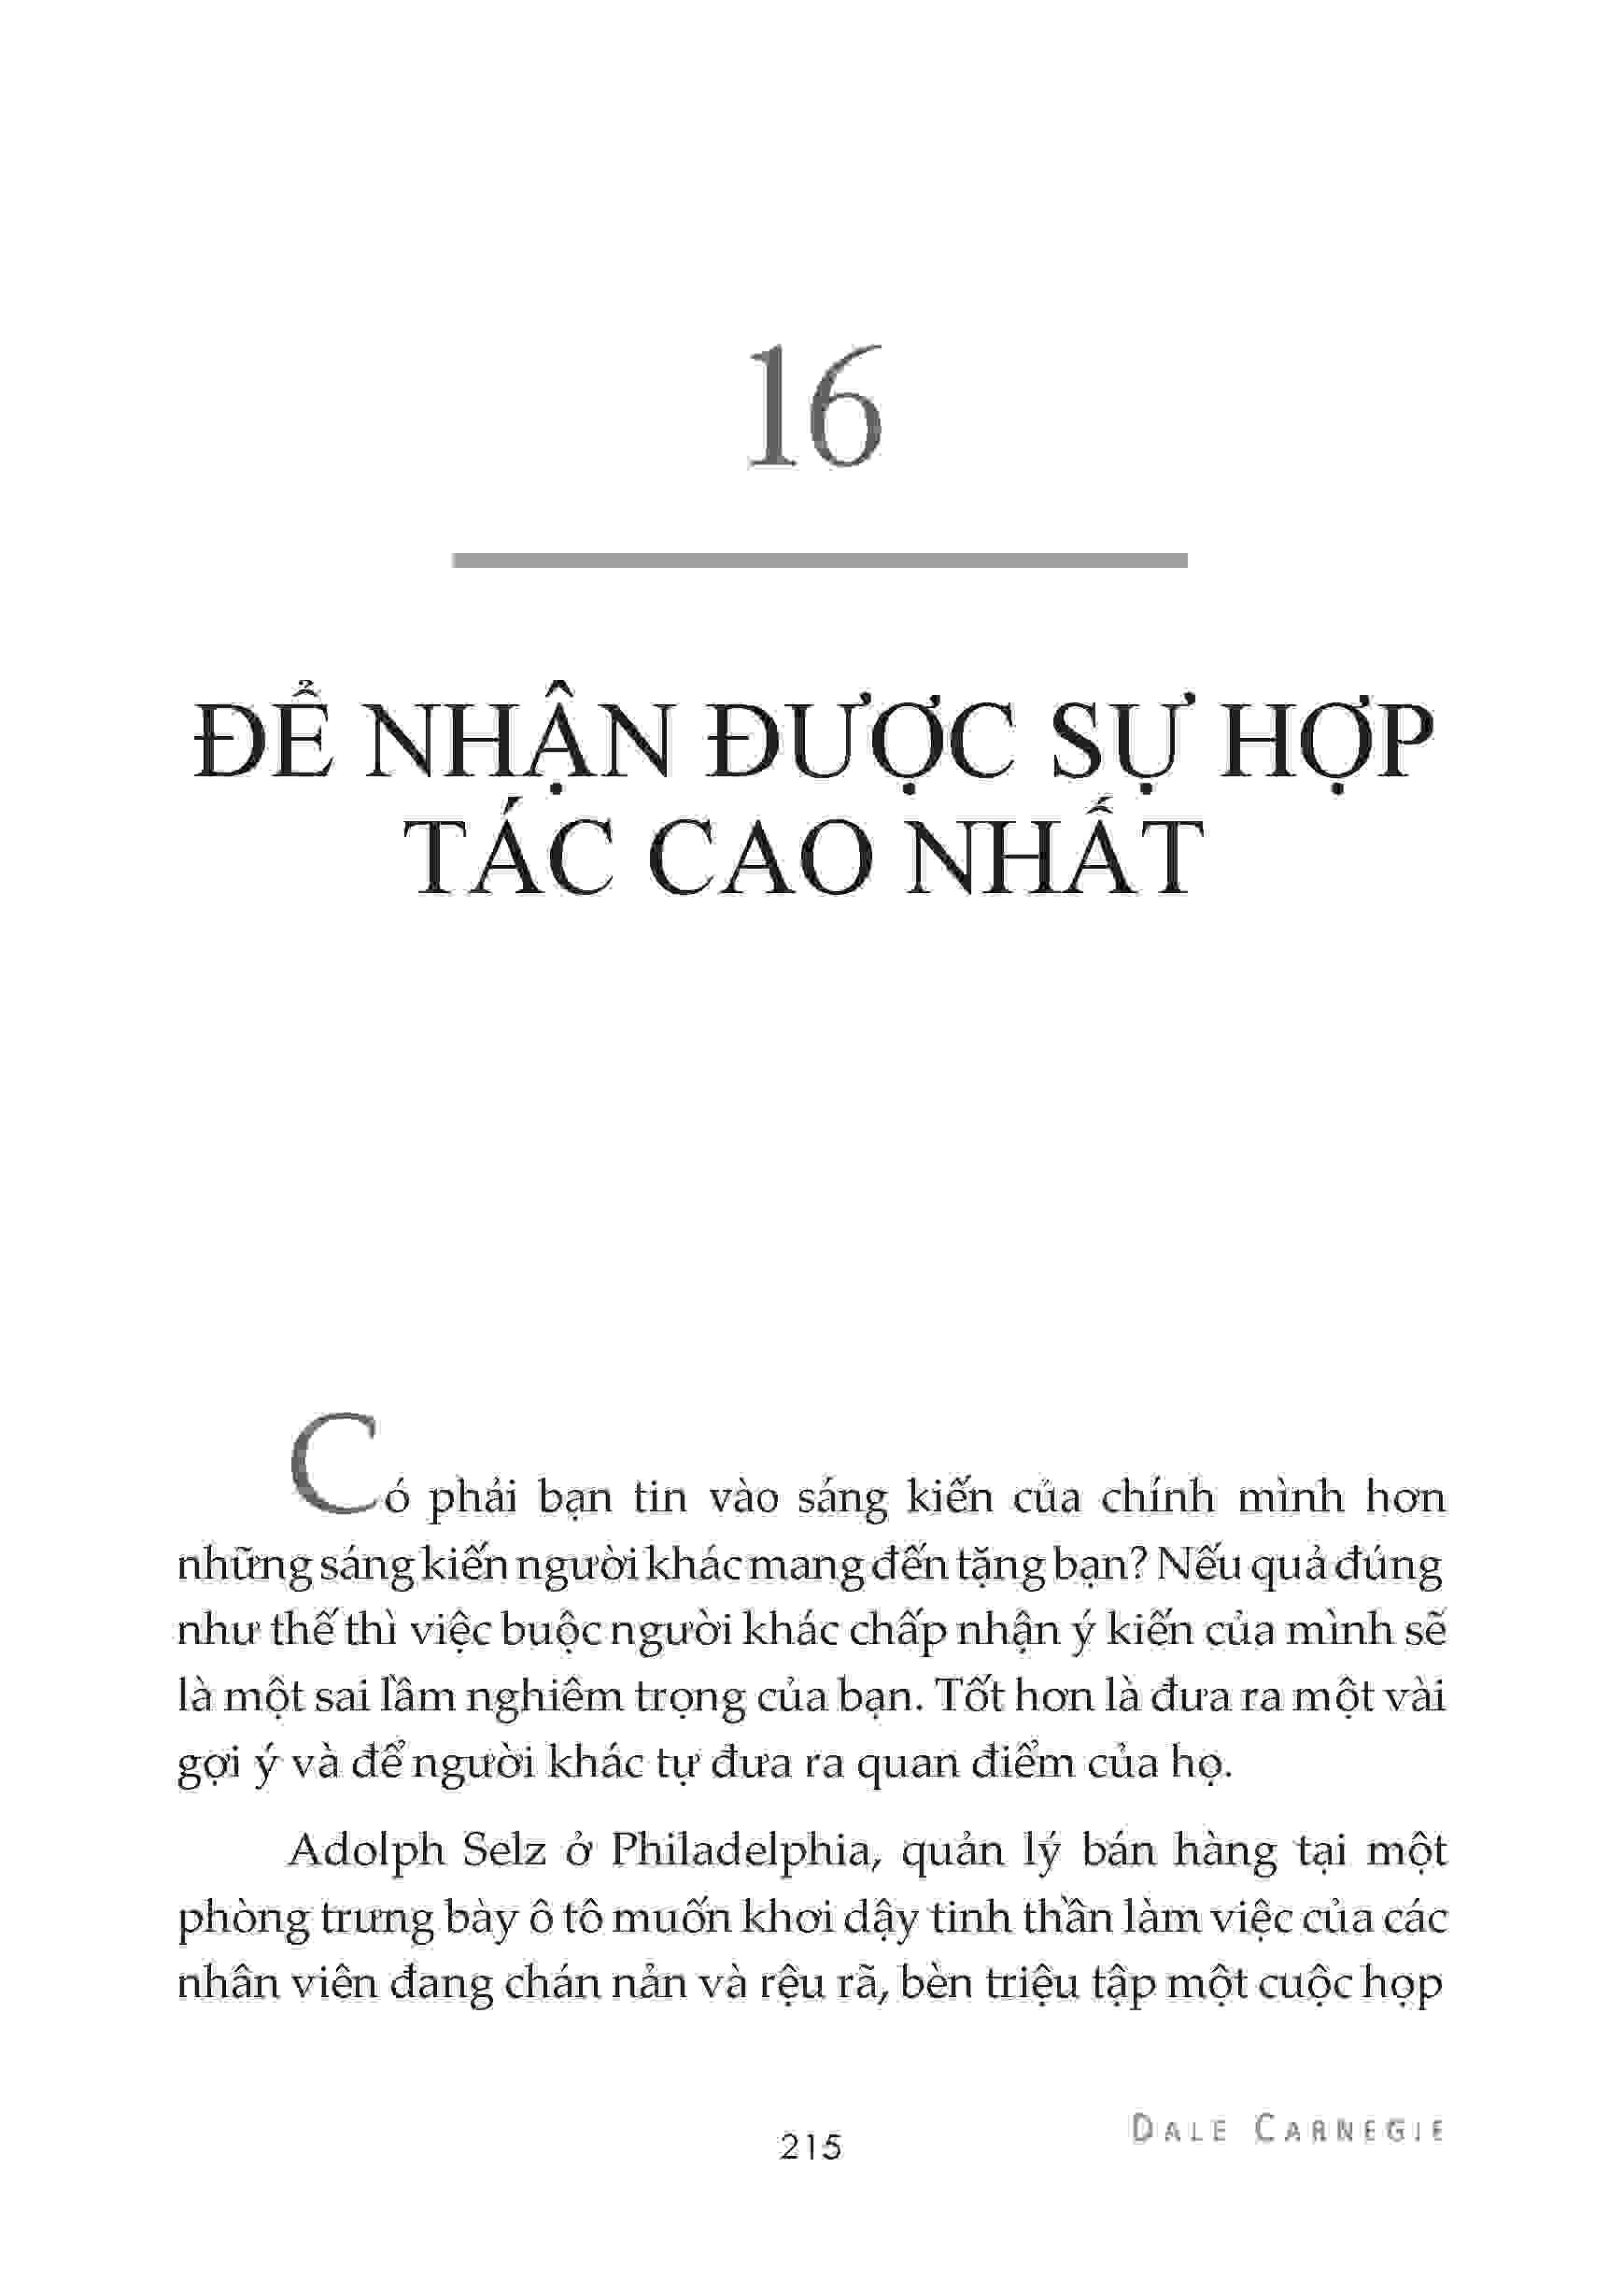 16
ĐỂ NHẬN ĐƯỢC SỰ HỢP
TÁC CAO NHẤT
Có phải bạn tin vào sáng kiến của chính mình hơn
những sáng kiến người khác mang đến tặng bạn? Nếu quả đúng
như thế thì việc buộc người khác chấp nhận ý kiến của mình sẽ
là một sai lầm nghiêm trọng của bạn. Tốt hơn là đưa ra một vài
gợi ý và để người khác tự đưa ra quan điểm của họ.
Adolph Selz ở Philadelphia, quản lý bán hàng tại một
phòng trưng bày ô tô muốn khơi dậy tinh thần làm việc của các
nhân viên đang chán nản và rệu rã, bèn triệu tập một cuộc họp
215
DALE CARNEGIE